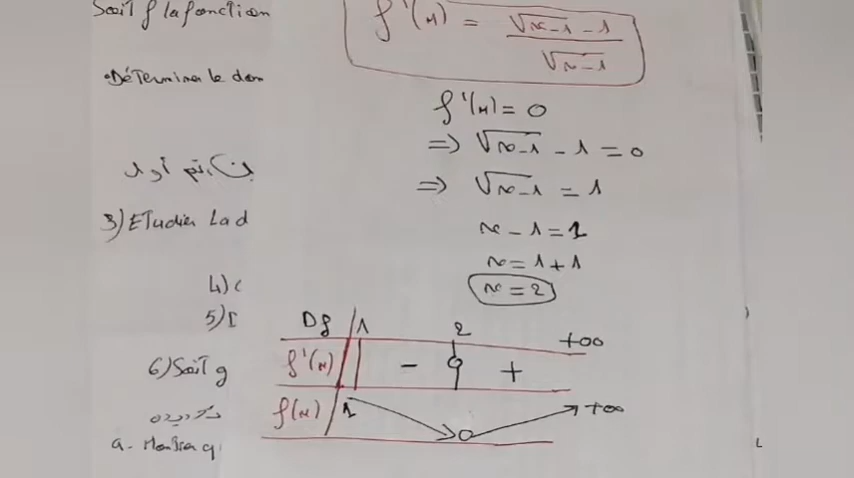 Soit f la fonction
f'(x) = (√x-1 - 1) / √x-1
•Déterminer le dom
f'(x) = 0
=> √x-1 - 1 = 0
=> √x-1 = 1
3) Etudier La d
x - 1 = 1
x = 1 + 1
4) c
x = 2
5) D
Df 1 2 +∞
6) Soit g
f'(x) - 0 +
f(x) 1 0 +∞
a - Montrer q